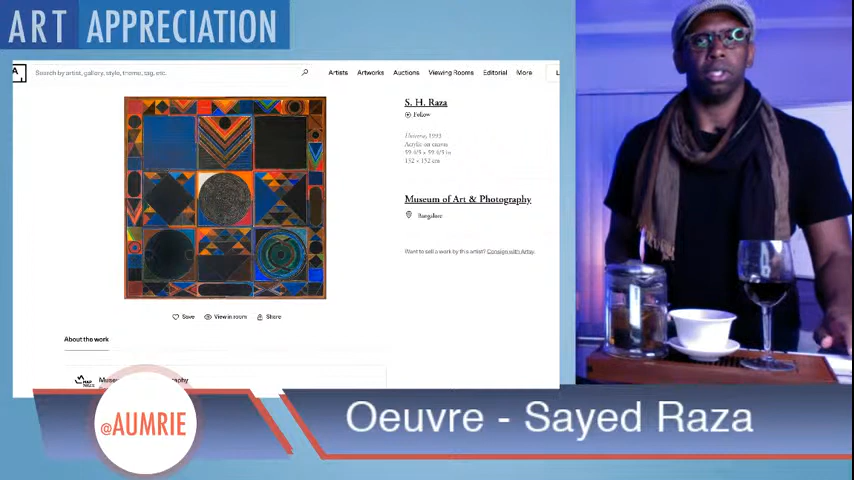 ART APPRECIATION
Search by artist, gallery, style, theme, tag, etc.
Artists Artworks Auctions Viewing Rooms Editorial More
S. H. Raza
Follow
Universe, 1993
Acrylic on canvas
59 4/5 × 59 4/5 in
152 × 152 cm
Museum of Art & Photography
Bangalore
Want to sell a work by this artist? Consign with Artsy.
Save View in room Share
About the work
@AUMRIE
Oeuvre - Sayed Raza